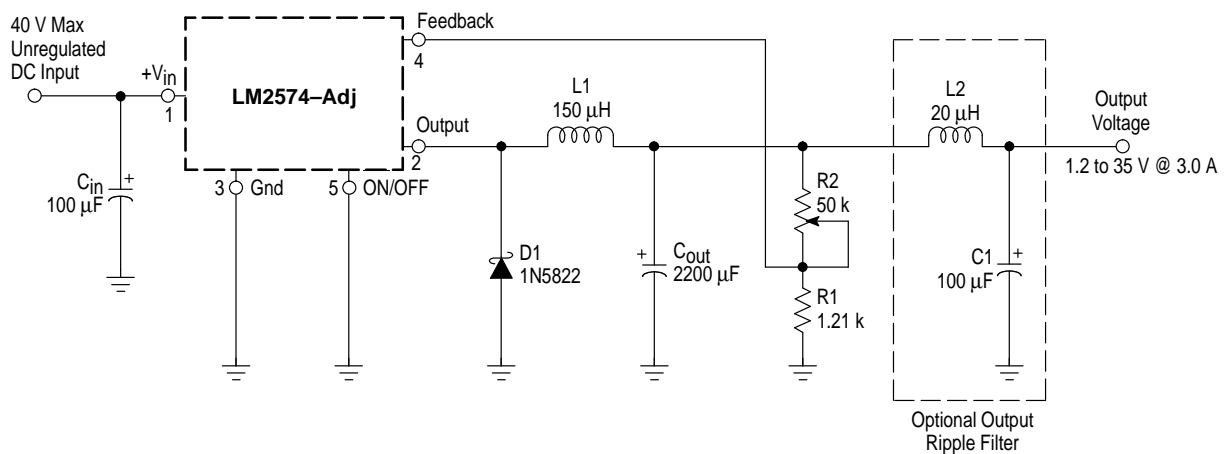 40 V Max
Unregulated
DC Input
+Vin
1
LM2574–Adj
Feedback
4
Output
2
3
Gnd
5
ON/OFF
Cin
100 µF
+
L1
150 µH
D1
1N5822
+
Cout
2200 µF
R2
50 k
R1
1.21 k
L2
20 µH
C1
100 µF
+
Output
Voltage
1.2 to 35 V @ 3.0 A
Optional Output
Ripple Filter